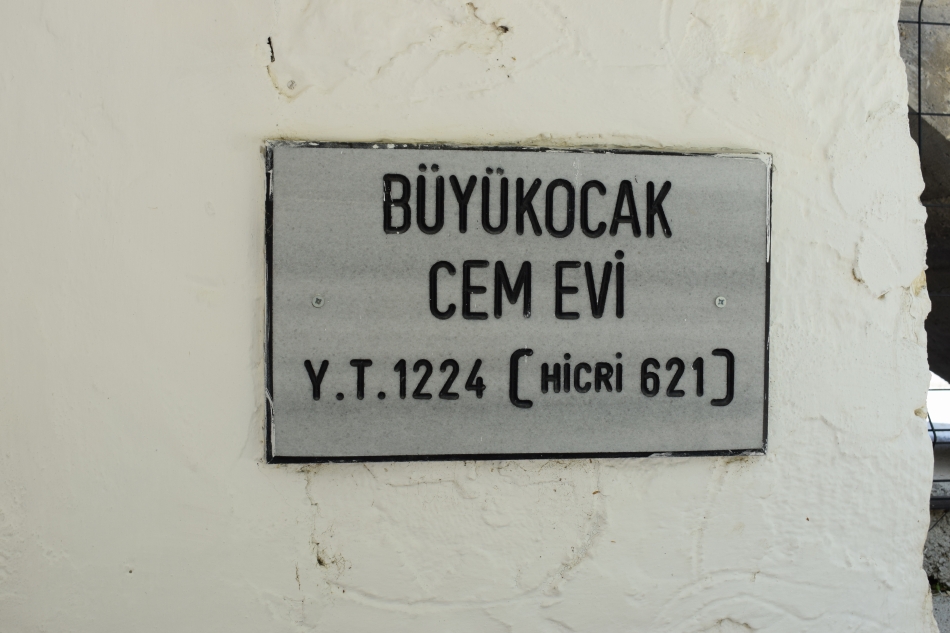 BÜYÜKOCAK
CEM EVİ
Y.T.1224 [HİCRİ 621]